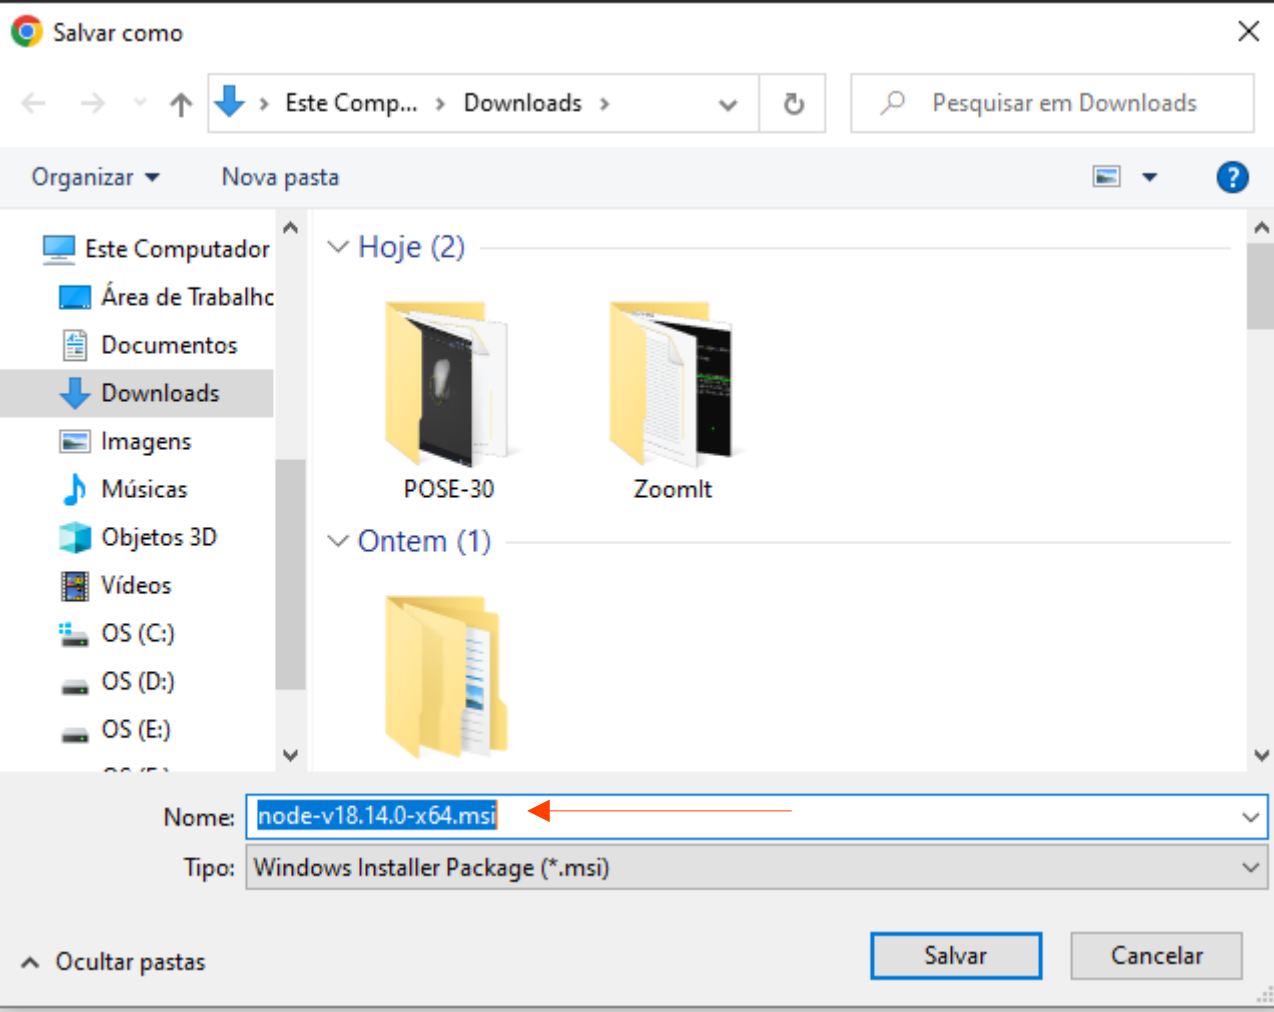 Salvar como
Este Comp... Downloads
Pesquisar em Downloads
Organizar
Nova pasta
Este Computador
Área de Trabalho
Documentos
Downloads
Imagens
Músicas
Objetos 3D
Vídeos
OS (C:)
OS (D:)
OS (E:)
Hoje (2)
POSE-30
ZoomIt
Ontem (1)
Nome: node-v18.14.0-x64.msi
Tipo: Windows Installer Package (*.msi)
Ocultar pastas
Salvar
Cancelar